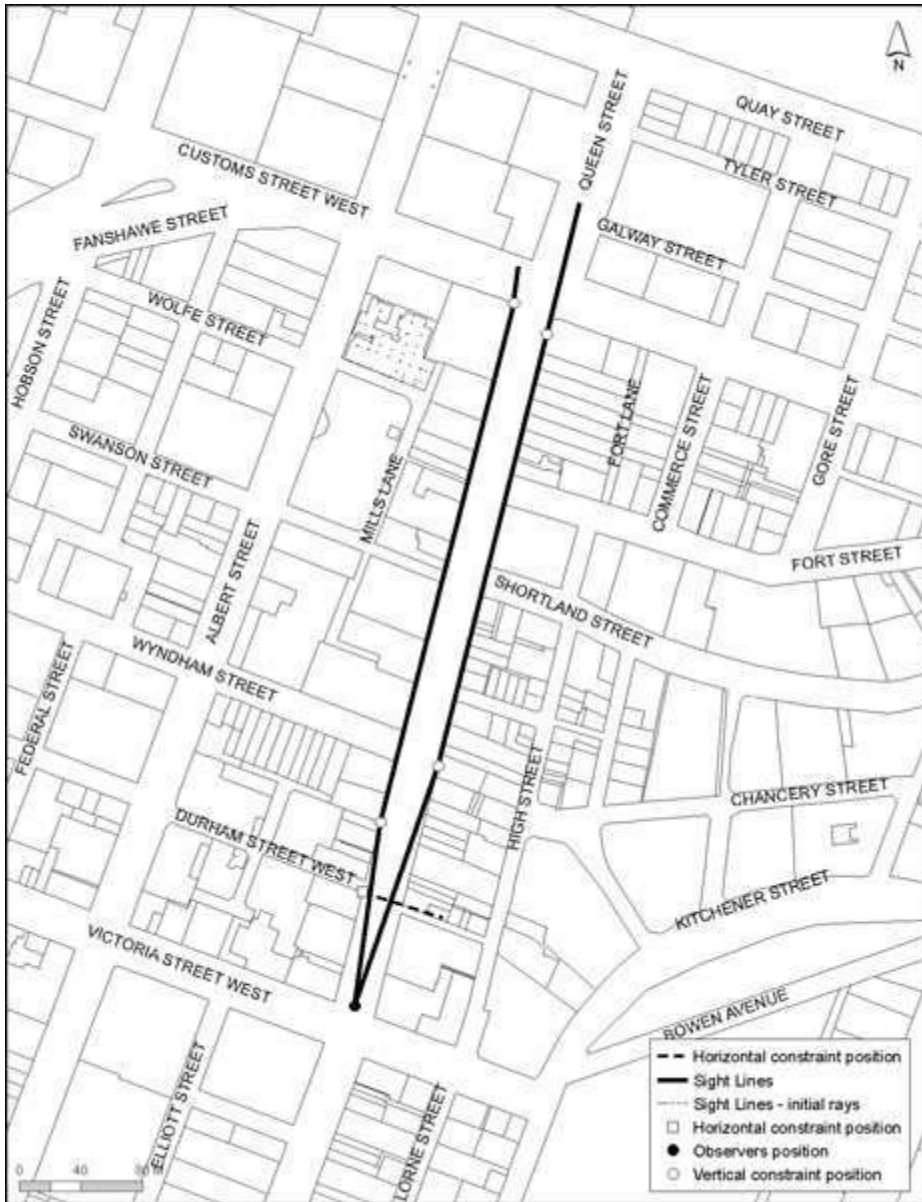 N
QUAY STREET
QUEEN STREET
TYLER STREET
CUSTOMS STREET WEST
GALWAY STREET
FANSHAWE STREET
WOLFE STREET
HOBSON STREET
FORT LANE
COMMERCE STREET
GORE STREET
SWANSON STREET
MILLS LANE
FORT STREET
ALBERT STREET
SHORTLAND STREET
WYNDHAM STREET
FEDERAL STREET
HIGH STREET
CHANCERY STREET
DURHAM STREET WEST
KITCHENER STREET
VICTORIA STREET WEST
BOWEN AVENUE
ELLIOTT STREET
LORNE STREET
Horizontal constraint position
Sight Lines
Sight Lines - initial rays
Horizontal constraint position
Observers position
Vertical constraint position
0 20 40 80 M